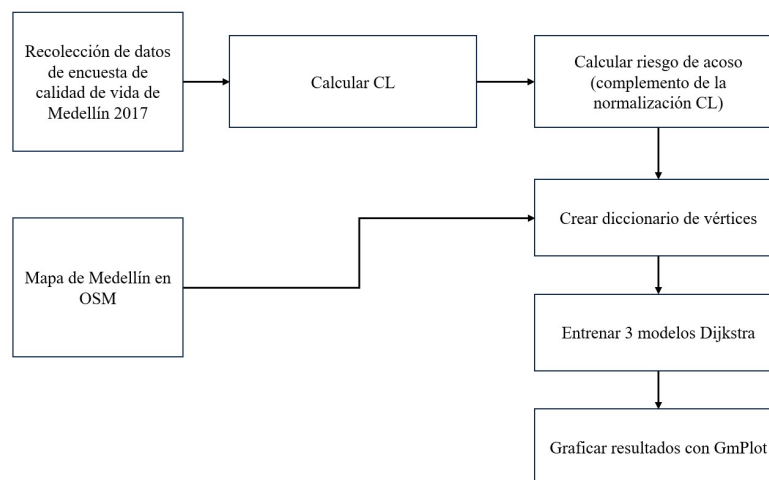 Recolección de datos
de encuesta de
calidad de vida de
Medellín 2017
Calcular CL
Calcular riesgo de acoso
(complemento de la
normalización CL)
Crear diccionario de vértices
Mapa de Medellín en
OSM
Entrenar 3 modelos Dijkstra
Graficar resultados con GmPlot